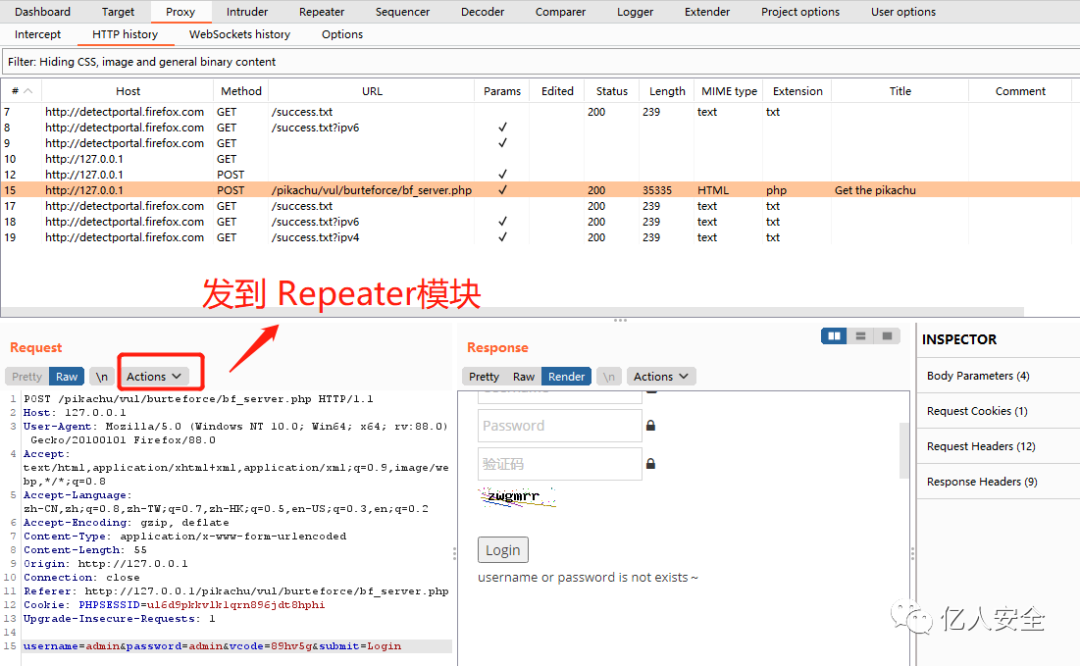 Dashboard Target Proxy Intruder Repeater Sequencer Decoder Comparer Logger Extender Project options User options
Intercept HTTP history WebSockets history Options
Filter: Hiding CSS, image and general binary content
# Host Method URL Params Edited Status Length MIME type Extension Title Comment
7 http://detectportal.firefox.com GET /success.txt 200 239 text txt
8 http://detectportal.firefox.com GET /success.txt?ipv6 ✓
9 http://detectportal.firefox.com GET ✓
10 http://127.0.0.1 GET
12 http://127.0.0.1 POST ✓
15 http://127.0.0.1 POST /pikachu/vul/burteforce/bf_server.php ✓ 200 35335 HTML php Get the pikachu
17 http://detectportal.firefox.com GET /success.txt 200 239 text txt
18 http://detectportal.firefox.com GET /success.txt?ipv6 ✓ 200 239 text txt
19 http://detectportal.firefox.com GET /success.txt?ipv4 ✓ 200 239 text txt
发到 Repeater模块
Request
Pretty Raw \n Actions
1 POST /pikachu/vul/burteforce/bf_server.php HTTP/1.1
2 Host: 127.0.0.1
3 User-Agent: Mozilla/5.0 (Windows NT 10.0; Win64; x64; rv:88.0)
Gecko/20100101 Firefox/88.0
4 Accept:
text/html,application/xhtml+xml,application/xml;q=0.9,image/we
bp,*/*;q=0.8
5 Accept-Language:
zh-CN,zh;q=0.8,zh-TW;q=0.7,zh-HK;q=0.5,en-US;q=0.3,en;q=0.2
6 Accept-Encoding: gzip, deflate
7 Content-Type: application/x-www-form-urlencoded
8 Content-Length: 55
9 Origin: http://127.0.0.1
10 Connection: close
11 Referer: http://127.0.0.1/pikachu/vul/burteforce/bf_server.php
12 Cookie: PHPSESSID=ul6d9pkkvlklqrn896jdt8hphi
13 Upgrade-Insecure-Requests: 1
14
15 username=admin&password=admin&vcode=89hv5g&submit=Login
Response
Pretty Raw Render \n Actions
Password
验证码
zwgmrr
Login
username or password is not exists～
INSPECTOR
Body Parameters (4)
Request Cookies (1)
Request Headers (12)
Response Headers (9)
亿人安全